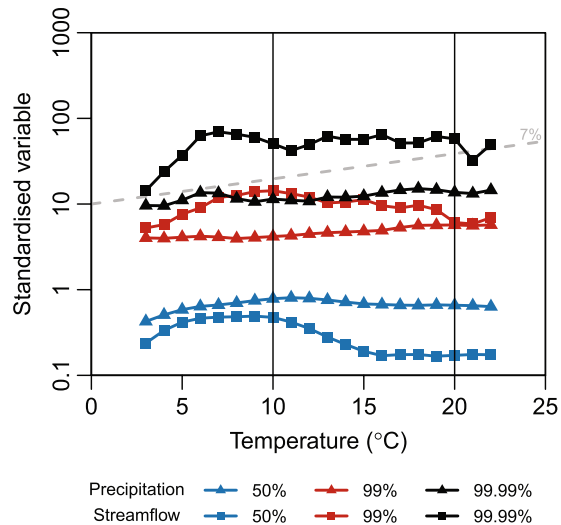 1000
100
10
1
0.1
Standardised variable
7%
0 5 10 15 20 25
Temperature (°C)
Precipitation 50% 99% 99.99%
Streamflow 50% 99% 99.99%